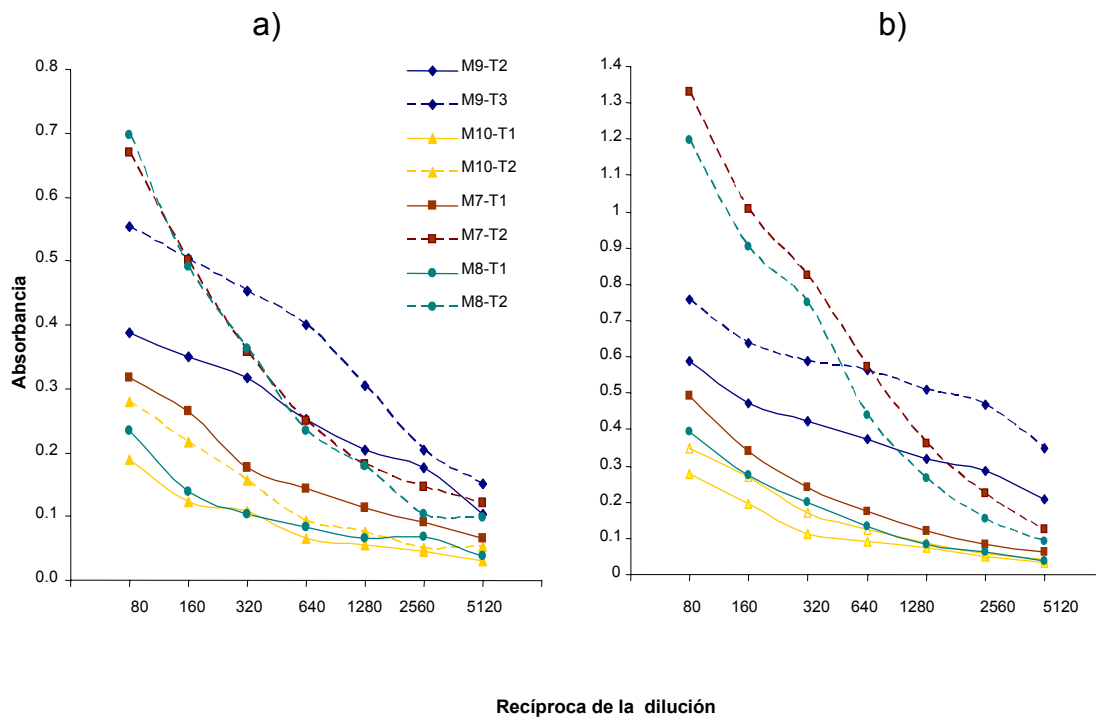 a)
b)
Absorbancia
0.8
0.7
0.6
0.5
0.4
0.3
0.2
0.1
0.0
80 160 320 640 1280 2560 5120
M9-T2
M9-T3
M10-T1
M10-T2
M7-T1
M7-T2
M8-T1
M8-T2
1.4
1.3
1.2
1.1
1
0.9
0.8
0.7
0.6
0.5
0.4
0.3
0.2
0.1
0
80 160 320 640 1280 2560 5120
Recíproca de la dilución